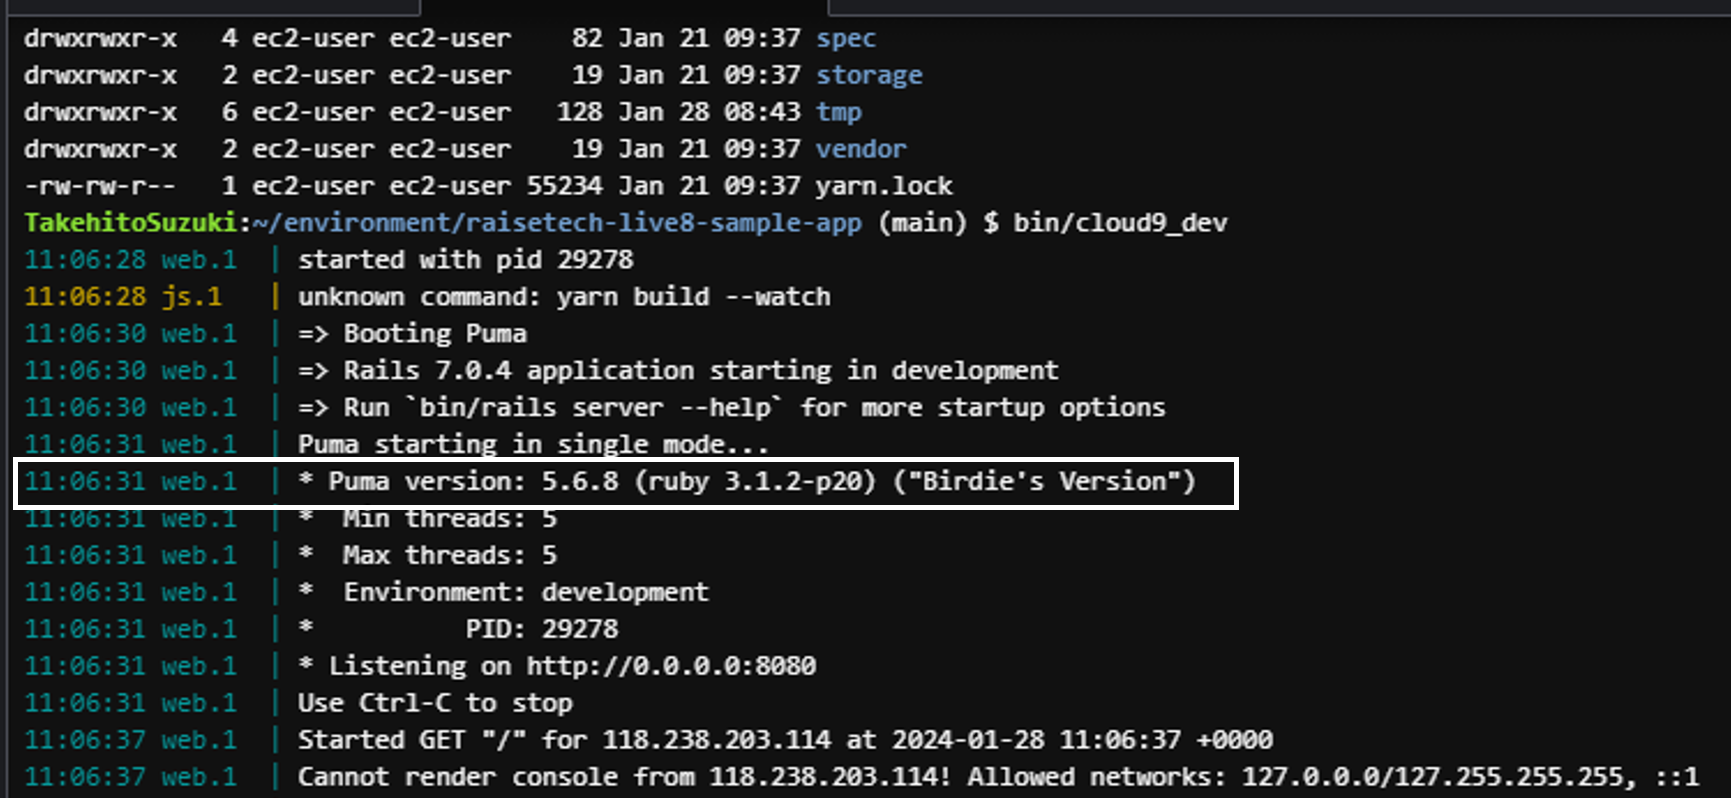 drwxrwxr-x   4 ec2-user ec2-user    82 Jan 21 09:37 spec
drwxrwxr-x   2 ec2-user ec2-user    19 Jan 21 09:37 storage
drwxrwxr-x   6 ec2-user ec2-user   128 Jan 28 08:43 tmp
drwxrwxr-x   2 ec2-user ec2-user    19 Jan 21 09:37 vendor
-rw-rw-r--   1 ec2-user ec2-user 55234 Jan 21 09:37 yarn.lock
TakehitoSuzuki:~/environment/raisetech-live8-sample-app (main) $ bin/cloud9_dev
11:06:28 web.1  | started with pid 29278
11:06:28 js.1   | unknown command: yarn build --watch
11:06:30 web.1  | => Booting Puma
11:06:30 web.1  | => Rails 7.0.4 application starting in development
11:06:30 web.1  | => Run `bin/rails server --help` for more startup options
11:06:31 web.1  | Puma starting in single mode...
11:06:31 web.1  | * Puma version: 5.6.8 (ruby 3.1.2-p20) ("Birdie's Version")
11:06:31 web.1  | *  Min threads: 5
11:06:31 web.1  | *  Max threads: 5
11:06:31 web.1  | *  Environment: development
11:06:31 web.1  | *          PID: 29278
11:06:31 web.1  | * Listening on http://0.0.0.0:8080
11:06:31 web.1  | Use Ctrl-C to stop
11:06:37 web.1  | Started GET "/" for 118.238.203.114 at 2024-01-28 11:06:37 +0000
11:06:37 web.1  | Cannot render console from 118.238.203.114! Allowed networks: 127.0.0.0/127.255.255.255, ::1